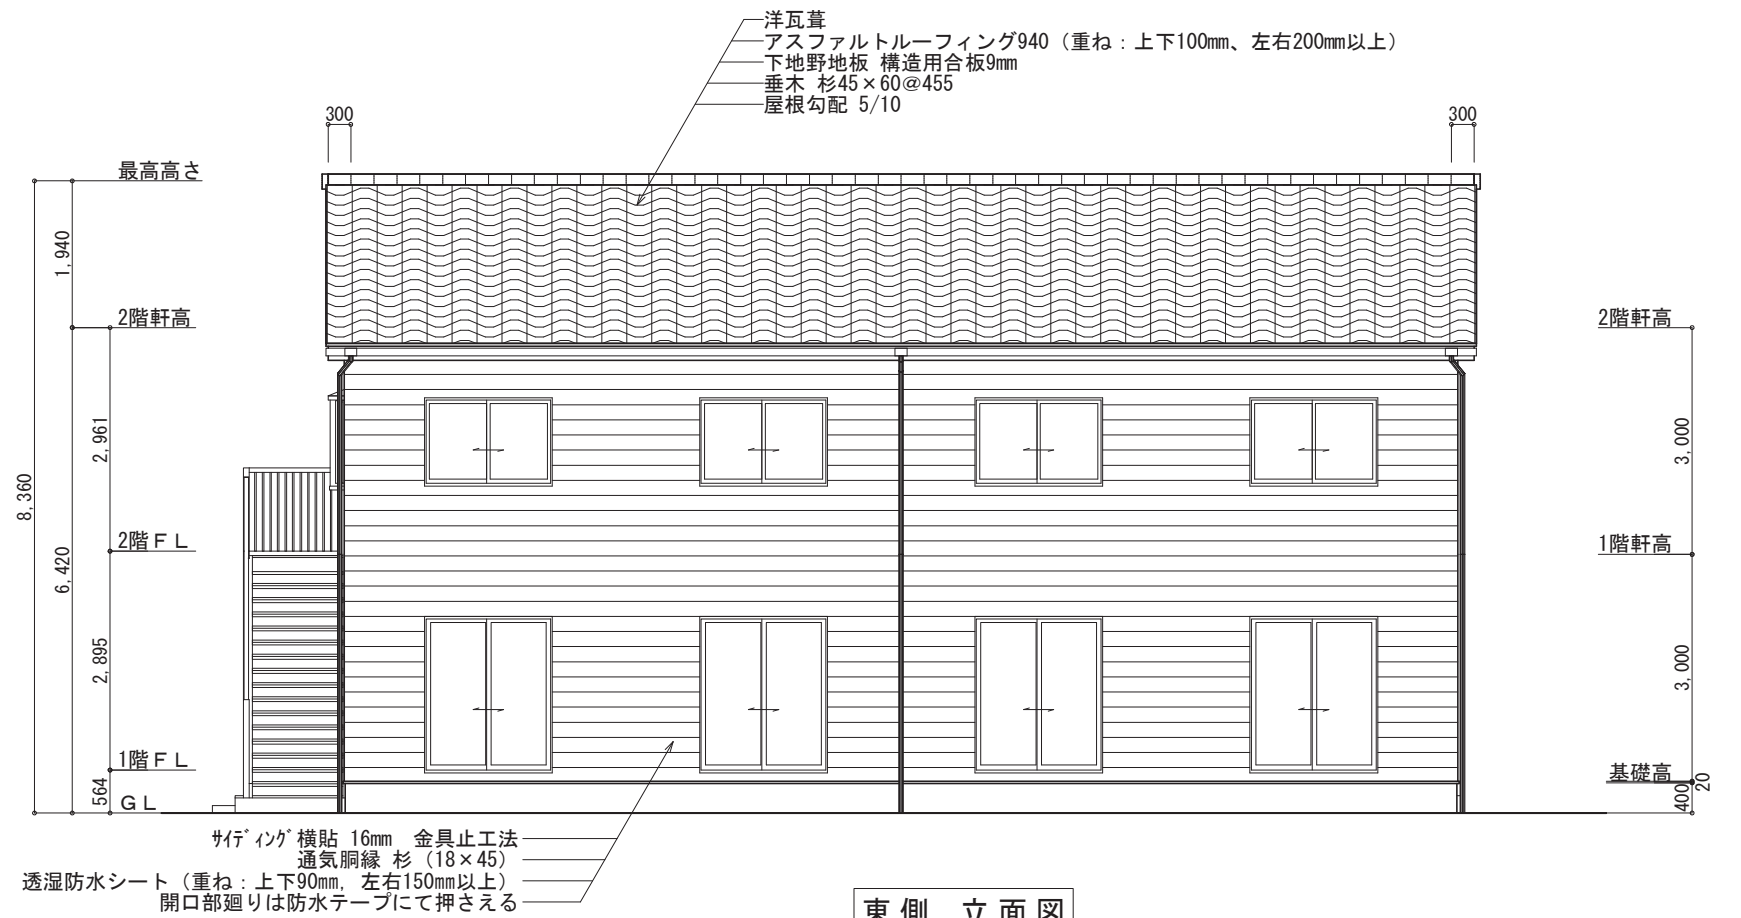 洋瓦葺
アスファルトルーフィング940（重ね：上下100mm、左右200mm以上）
下地野地板 構造用合板9mm
垂木 杉45×60@455
屋根勾配 5/10
300
300
最高高さ
1,940
2階軒高
2階軒高
2,961
3,000
8,360
2階ＦＬ
1階軒高
6,420
2,895
3,000
1階ＦＬ
基礎高
564
400
20
ＧＬ
ｻｲﾃﾞｨﾝｸﾞ横貼 16mm 金具止工法
通気胴縁 杉（18×45）
透湿防水シート（重ね：上下90mm, 左右150mm以上）
開口部廻りは防水テープにて押さえる
東側 立面図